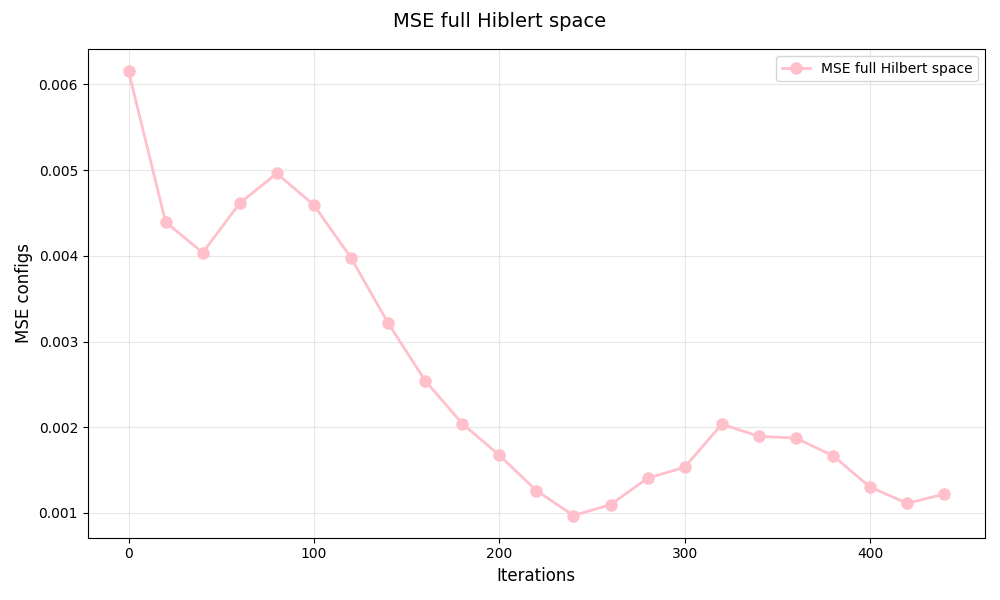 MSE full Hiblert space
MSE full Hilbert space
0.006
0.005
0.004
0.003
0.002
0.001
MSE configs
0 100 200 300 400
Iterations